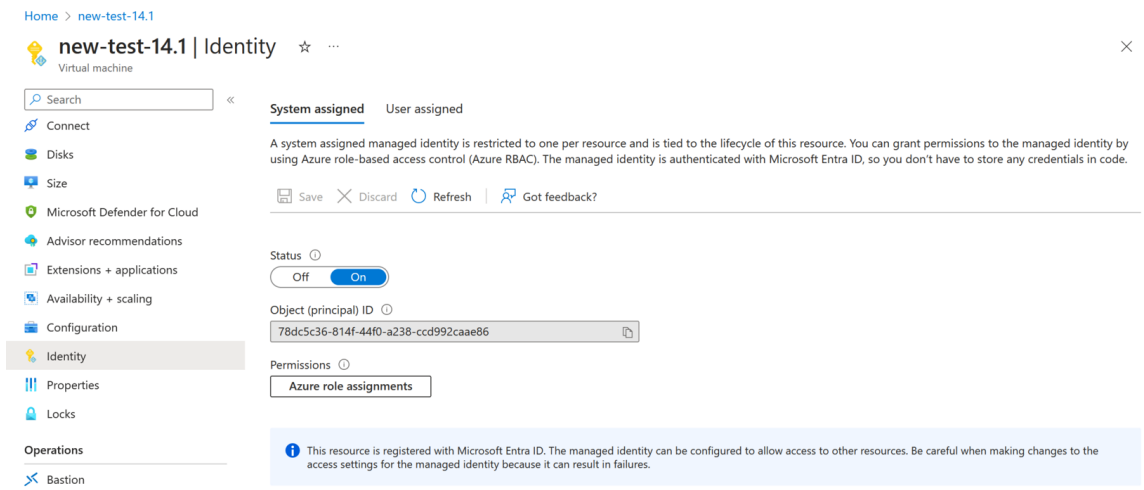 Home > new-test-14.1
new-test-14.1 | Identity ☆ ...
Virtual machine
Search
Connect
Disks
Size
Microsoft Defender for Cloud
Advisor recommendations
Extensions + applications
Availability + scaling
Configuration
Identity
Properties
Locks
Operations
Bastion
System assigned User assigned
A system assigned managed identity is restricted to one per resource and is tied to the lifecycle of this resource. You can grant permissions to the managed identity by
using Azure role-based access control (Azure RBAC). The managed identity is authenticated with Microsoft Entra ID, so you don't have to store any credentials in code.
Save Discard Refresh Got feedback?
Status
Off On
Object (principal) ID
78dc5c36-814f-44f0-a238-ccd992caae86
Permissions
Azure role assignments
This resource is registered with Microsoft Entra ID. The managed identity can be configured to allow access to other resources. Be careful when making changes to the
access settings for the managed identity because it can result in failures.